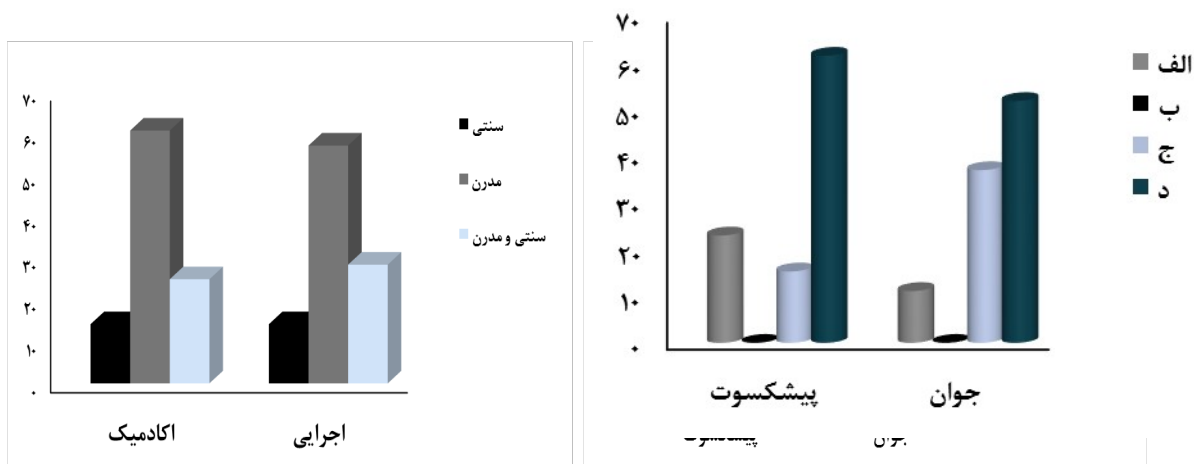 ۷۰
۶۰
۵۰
۴۰
۳۰
۲۰
۱۰
۰
سنتی
مدرن
سنتی و مدرن
اکادمیک
اجرایی
۷۰
۶۰
۵۰
۴۰
۳۰
۲۰
۱۰
۰
الف
ب
ج
د
پیشکسوت
جوان